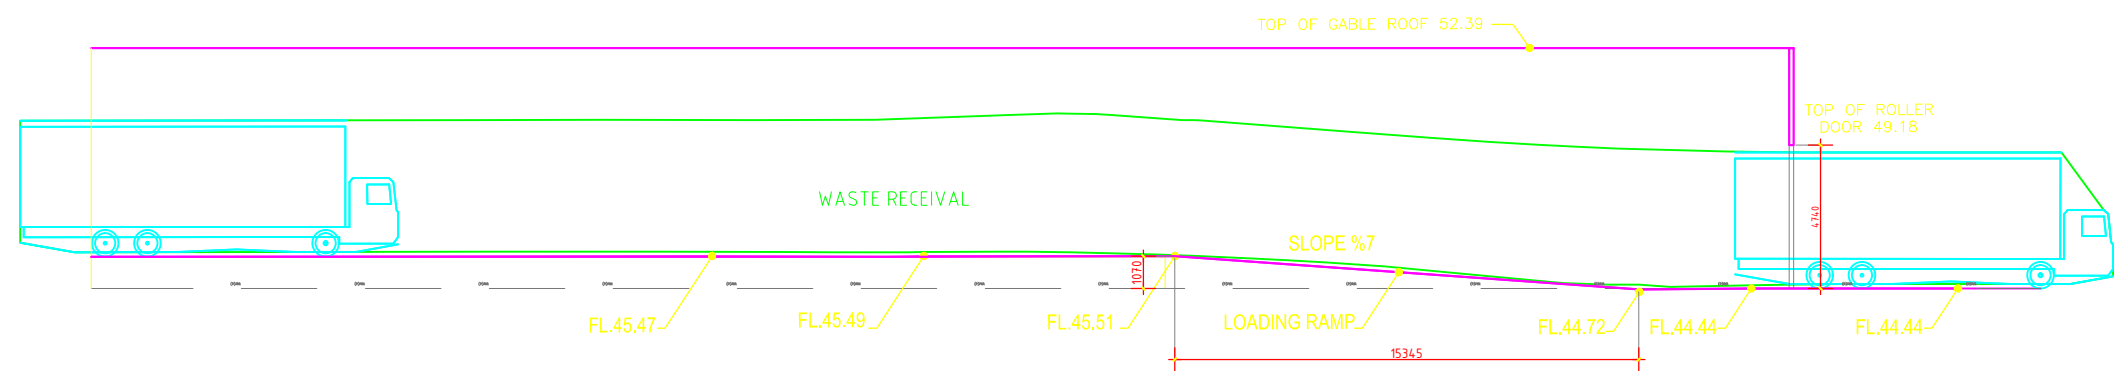 TOP OF GABLE ROOF 52.39
TOP OF ROLLER
DOOR 49.18
4740
WASTE RECEIVAL
SLOPE %7
1070
FL.45.47
FL.45.49
FL.45.51
LOADING RAMP
FL.44.72
FL.44.44
FL.44.44
15345